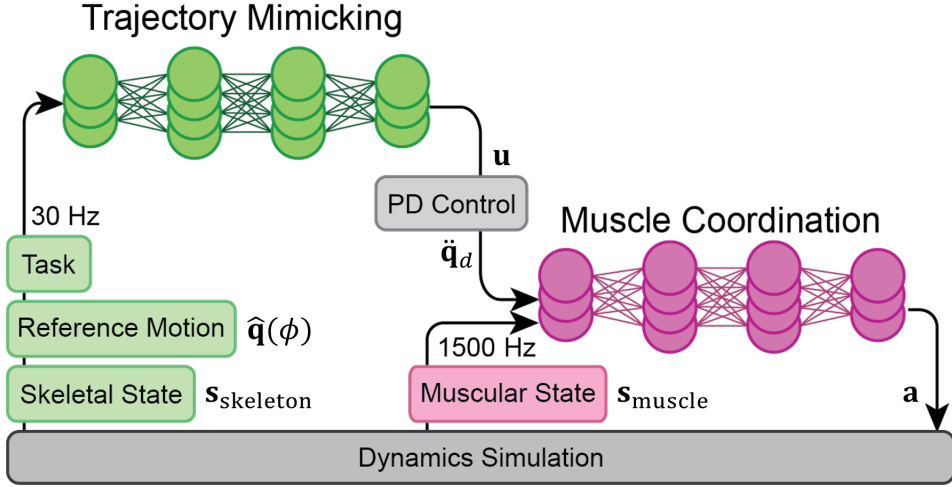 Trajectory Mimicking
u
30 Hz
PD Control
Muscle Coordination
Task
q̈_d
Reference Motion q̂(ϕ)
1500 Hz
Skeletal State s_skeleton
Muscular State s_muscle
a
Dynamics Simulation